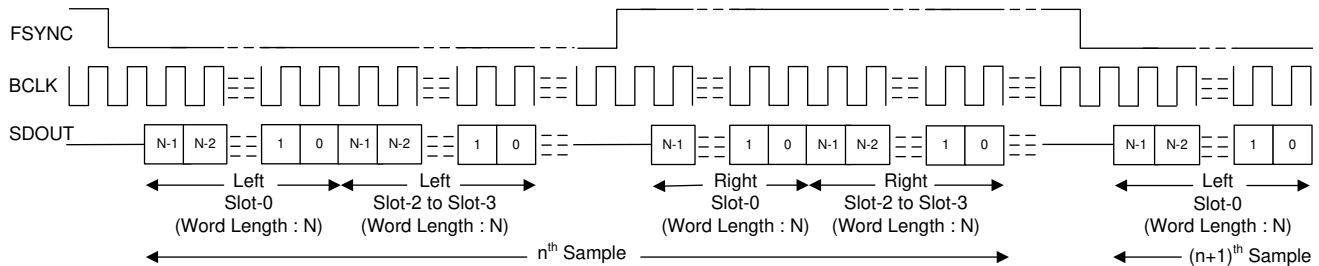 FSYNC
BCLK
SDOUT
N-1 N-2 1 0 N-1 N-2 1 0 N-1 1 0 N-1 N-2 1 0 N-1 N-2 1 0
Left Left Right Right Left
Slot-0 Slot-2 to Slot-3 Slot-0 Slot-2 to Slot-3 Slot-0
(Word Length : N) (Word Length : N) (Word Length : N) (Word Length : N) (Word Length : N)
nth Sample (n+1)th Sample